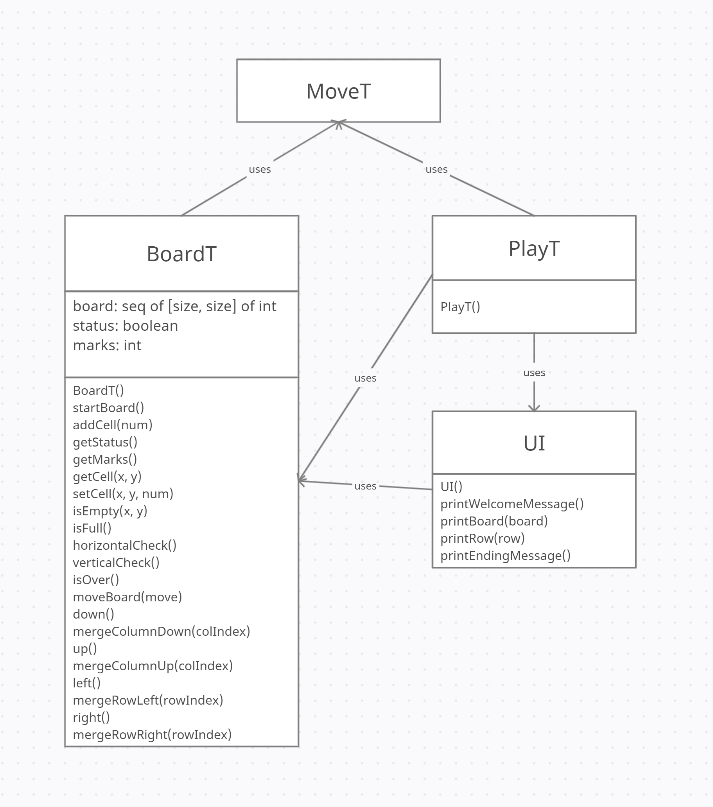 MoveT
uses
uses
BoardT
board: seq of [size, size] of int
status: boolean
marks: int
BoardT()
startBoard()
addCell(num)
getStatus()
getMarks()
getCell(x, y)
setCell(x, y, num)
isEmpty(x, y)
isFull()
horizontalCheck()
verticalCheck()
isOver()
moveBoard(move)
down()
mergeColumnDown(colIndex)
up()
mergeColumnUp(colIndex)
left()
mergeRowLeft(rowIndex)
right()
mergeRowRight(rowIndex)
PlayT
PlayT()
uses
uses
uses
UI
UI()
printWelcomeMessage()
printBoard(board)
printRow(row)
printEndingMessage()